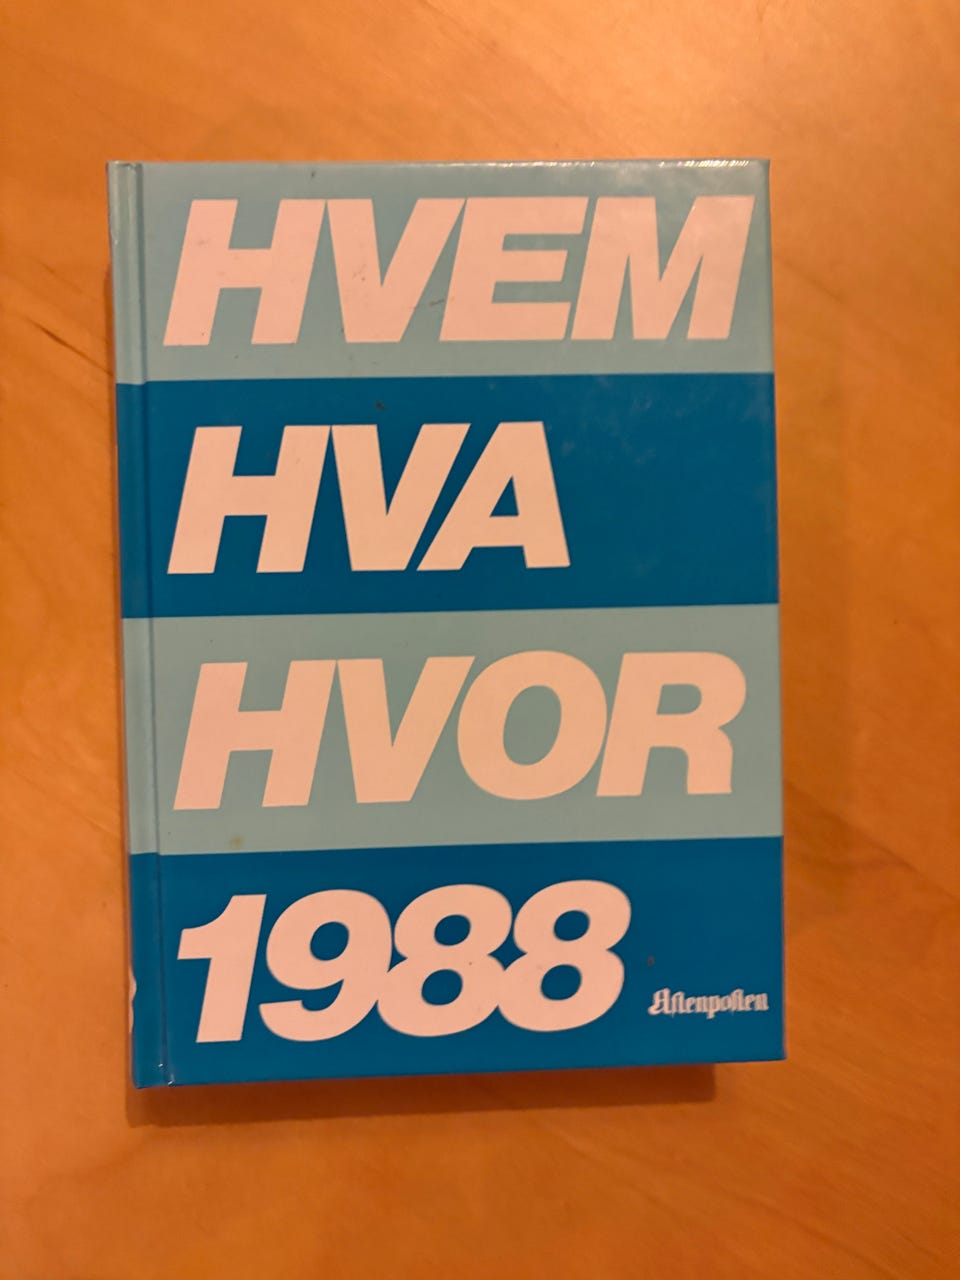 HVEM
HVA
HVOR
1988
Aftenposten